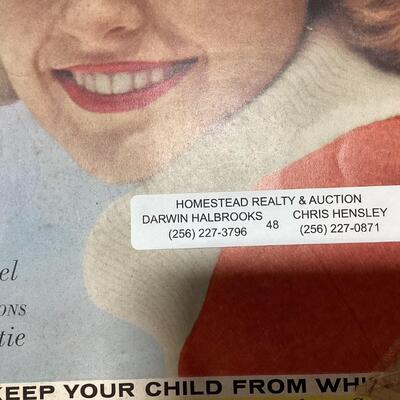 HOMESTEAD REALTY & AUCTION
DARWIN HALBROOKS 48 CHRIS HENSLEY
(256) 227-3796 (256) 227-0871
el
ONS
tie
KEEP YOUR CHILD FROM